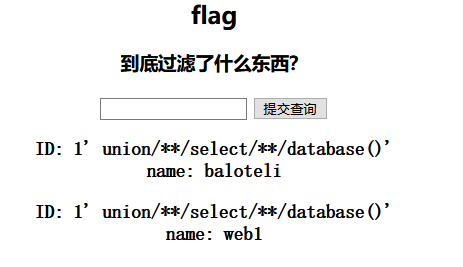 flag
到底过滤了什么东西？
提交查询
ID: 1' union/**/select/**/database()'
name: baloteli
ID: 1' union/**/select/**/database()'
name: web1